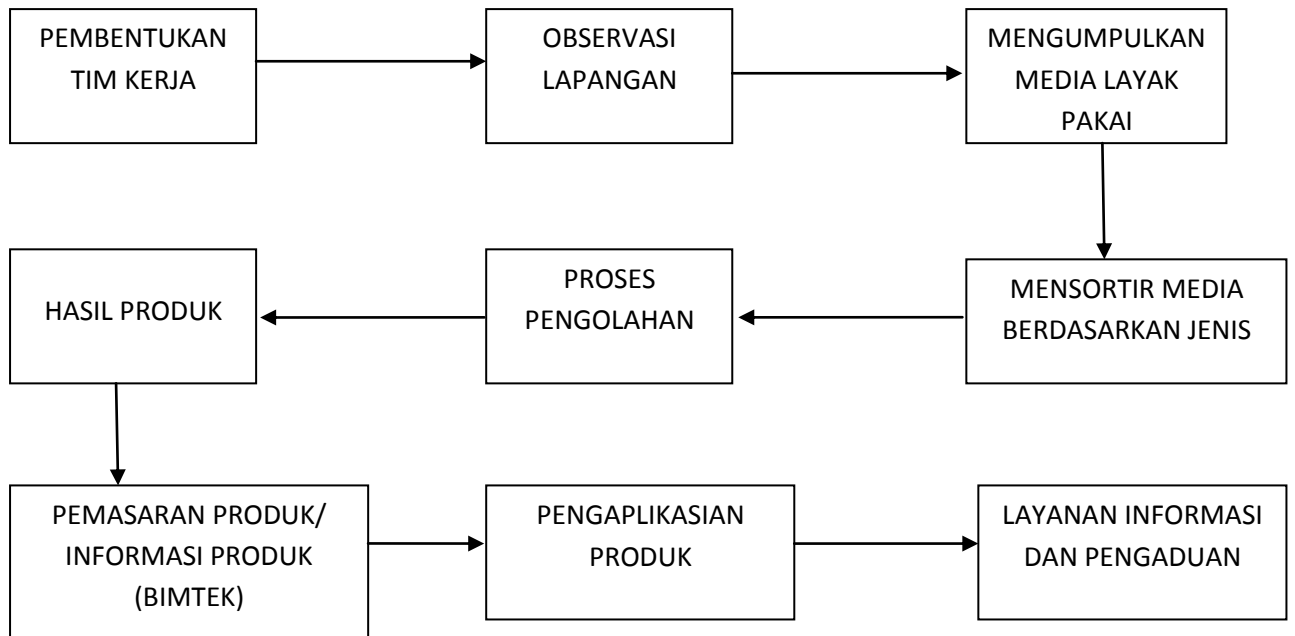 PEMBENTUKAN
TIM KERJA
OBSERVASI
LAPANGAN
MENGUMPULKAN
MEDIA LAYAK
PAKAI
MENSORTIR MEDIA
BERDASARKAN JENIS
PROSES
PENGOLAHAN
HASIL PRODUK
PEMASARAN PRODUK/
INFORMASI PRODUK
(BIMTEK)
PENGAPLIKASIAN
PRODUK
LAYANAN INFORMASI
DAN PENGADUAN